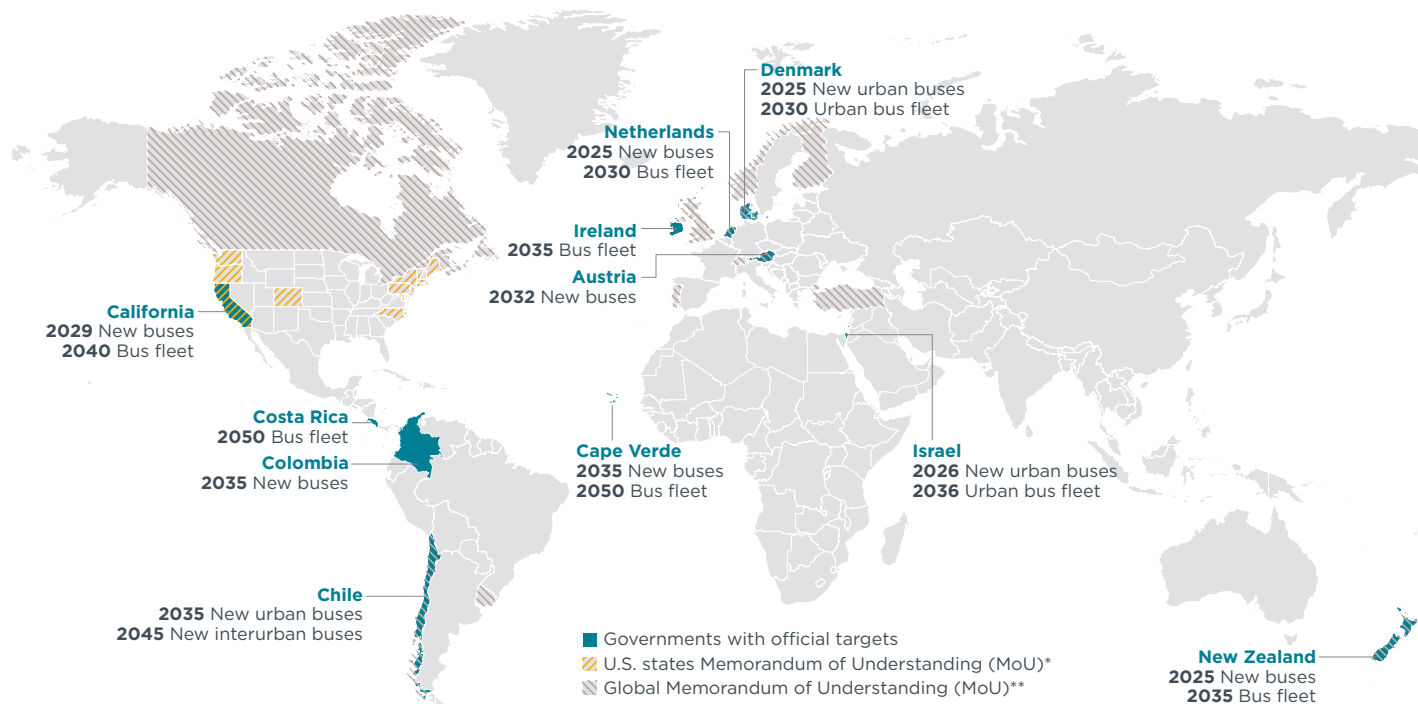 Denmark
2025 New urban buses
2030 Urban bus fleet
Netherlands
2025 New buses
2030 Bus fleet
Ireland
2035 Bus fleet
Austria
2032 New buses
California
2029 New buses
2040 Bus fleet
Costa Rica
2050 Bus fleet
Colombia
2035 New buses
Cape Verde
2035 New buses
2050 Bus fleet
Israel
2026 New urban buses
2036 Urban bus fleet
Chile
2035 New urban buses
2045 New interurban buses
Governments with official targets
U.S. states Memorandum of Understanding (MoU)*
Global Memorandum of Understanding (MoU)**
New Zealand
2025 New buses
2035 Bus fleet